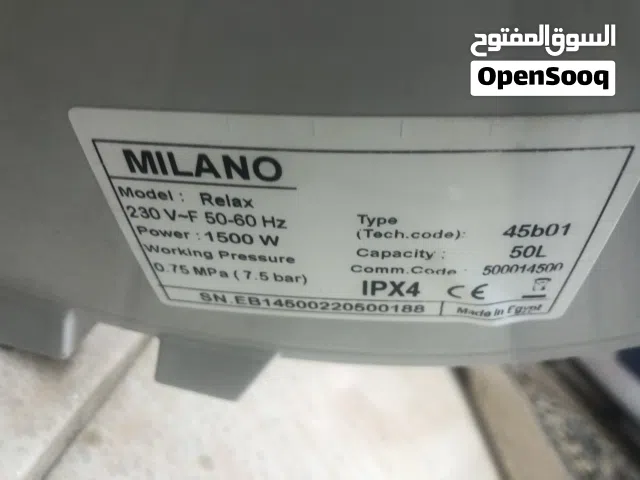 السوق المفتوح
OpenSooq
MILANO
Model : Relax
230 V~F 50-60 Hz
Power : 1500 W
Working Pressure
0.75 MPa ( 7.5 bar)
Type
(Tech.code): 45b01
Capacity : 50L
Comm.Code : 500014500
IPX4 CE
SN.EB14500220500188
Made in Egypt